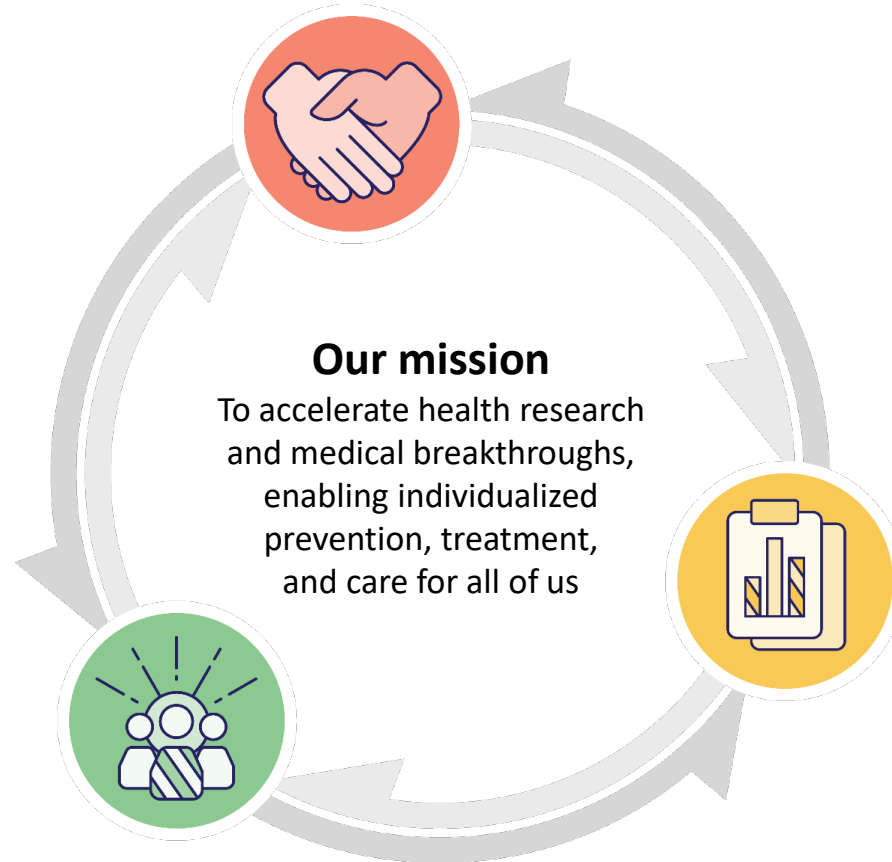 Our mission
To accelerate health research
and medical breakthroughs,
enabling individualized
prevention, treatment,
and care for all of us